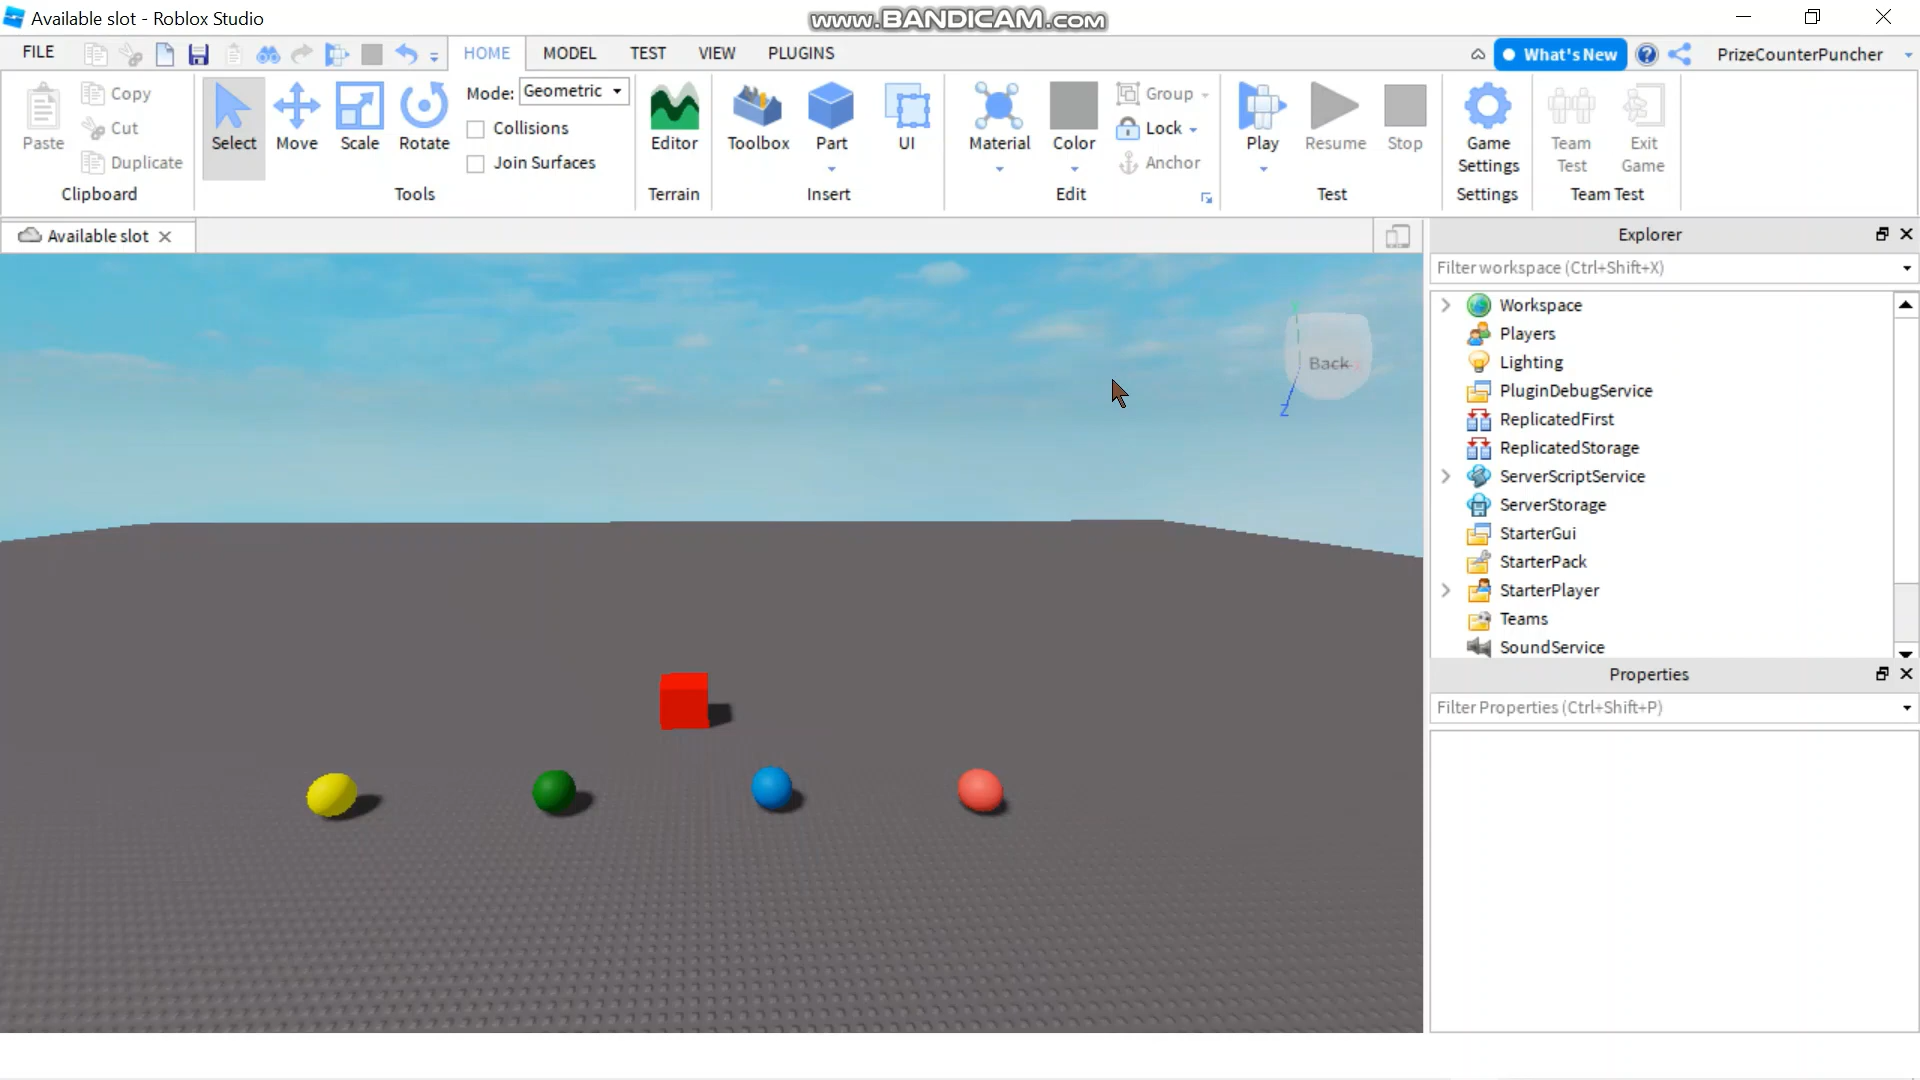 Available slot - Roblox Studio
www.BANDICAM.com
FILE
HOME
MODEL
TEST
VIEW
PLUGINS
What's New
PrizeCounterPuncher
Paste
Copy
Cut
Duplicate
Clipboard
Select
Move
Scale
Rotate
Mode: Geometric
Collisions
Join Surfaces
Tools
Editor
Terrain
Toolbox
Part
UI
Insert
Material
Color
Group
Lock
Anchor
Edit
Play
Resume
Stop
Test
Game
Settings
Settings
Team
Test
Exit
Game
Team Test
Available slot
Back
Z
Explorer
Filter workspace (Ctrl+Shift+X)
Workspace
Players
Lighting
PluginDebugService
ReplicatedFirst
ReplicatedStorage
ServerScriptService
ServerStorage
StarterGui
StarterPack
StarterPlayer
Teams
SoundService
Properties
Filter Properties (Ctrl+Shift+P)